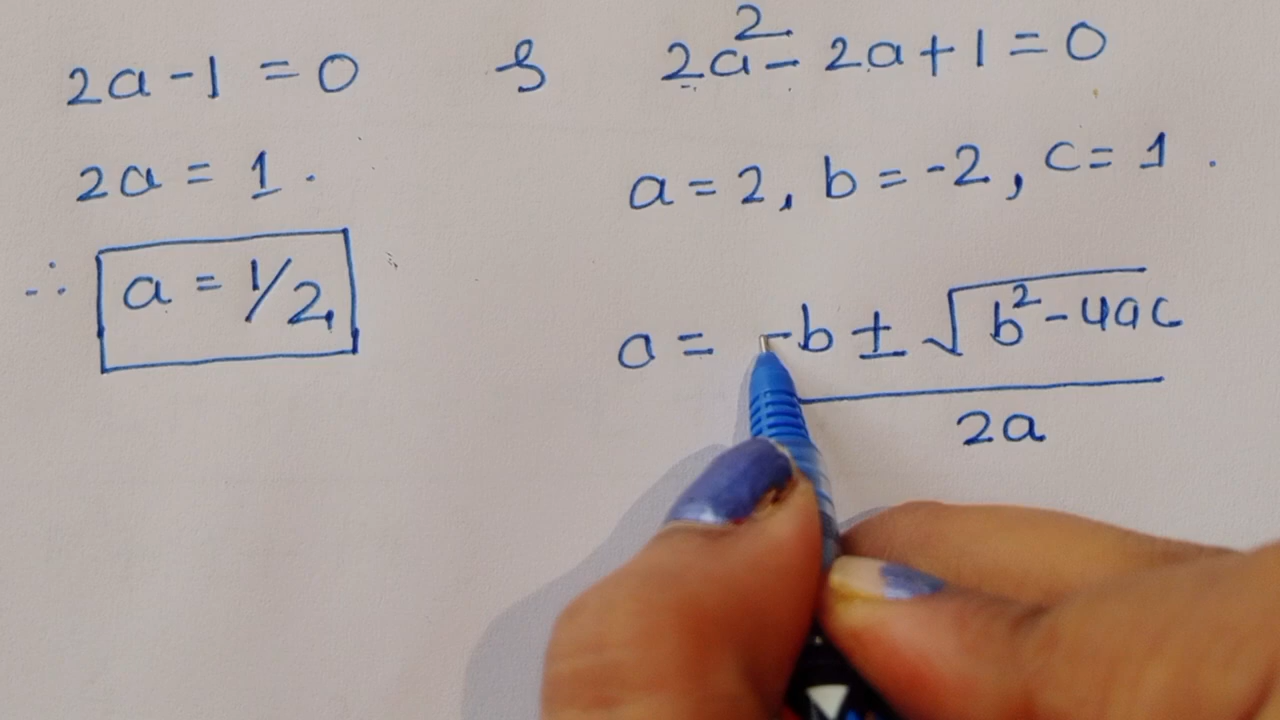 2a - 1 = 0 & 2a² - 2a + 1 = 0
2a = 1. a = 2, b = -2, c = 1.
∴ a = 1/2,
a = -b ± √b² - 4ac
2a